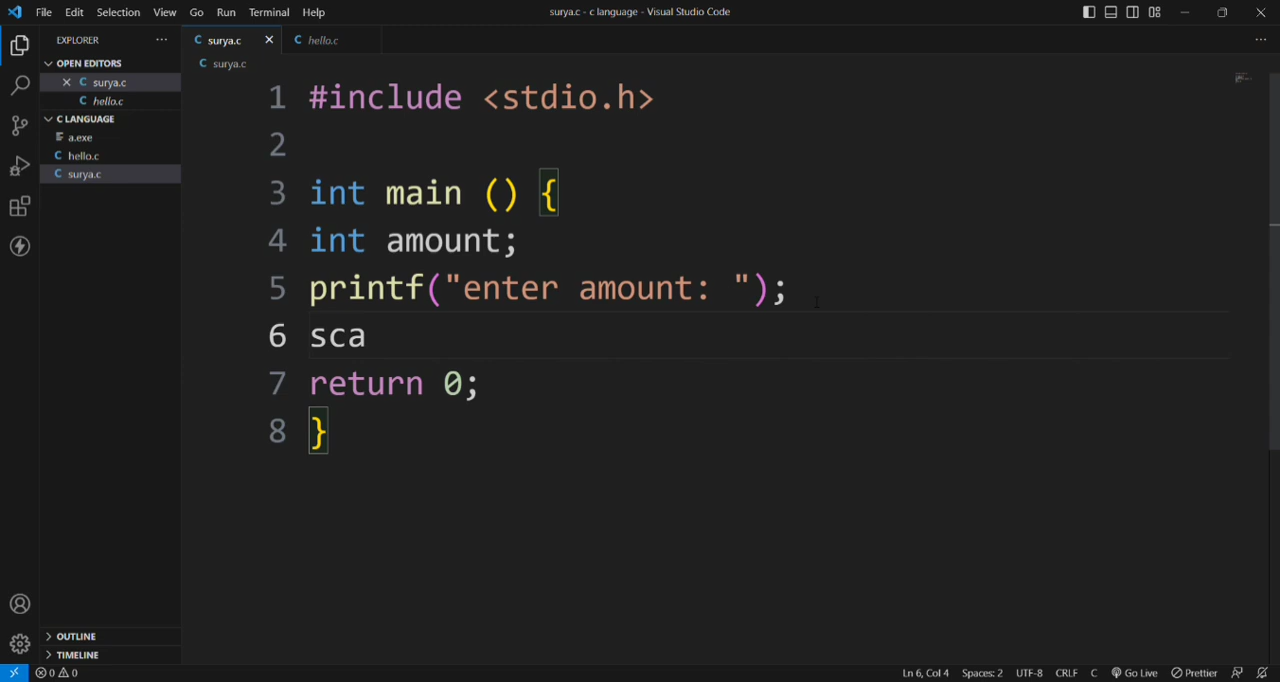 File Edit Selection View Go Run Terminal Help
surya.c - c language - Visual Studio Code
EXPLORER
OPEN EDITORS
surya.c
hello.c
C LANGUAGE
a.exe
C hello.c
C surya.c
C surya.c
C hello.c
C surya.c
1 #include <stdio.h>
2
3 int main () {
4 int amount;
5 printf("enter amount: ");
6 sca
7 return 0;
8 }
OUTLINE
TIMELINE
0 0
Ln 6, Col 4 Spaces: 2 UTF-8 CRLF C Go Live Prettier